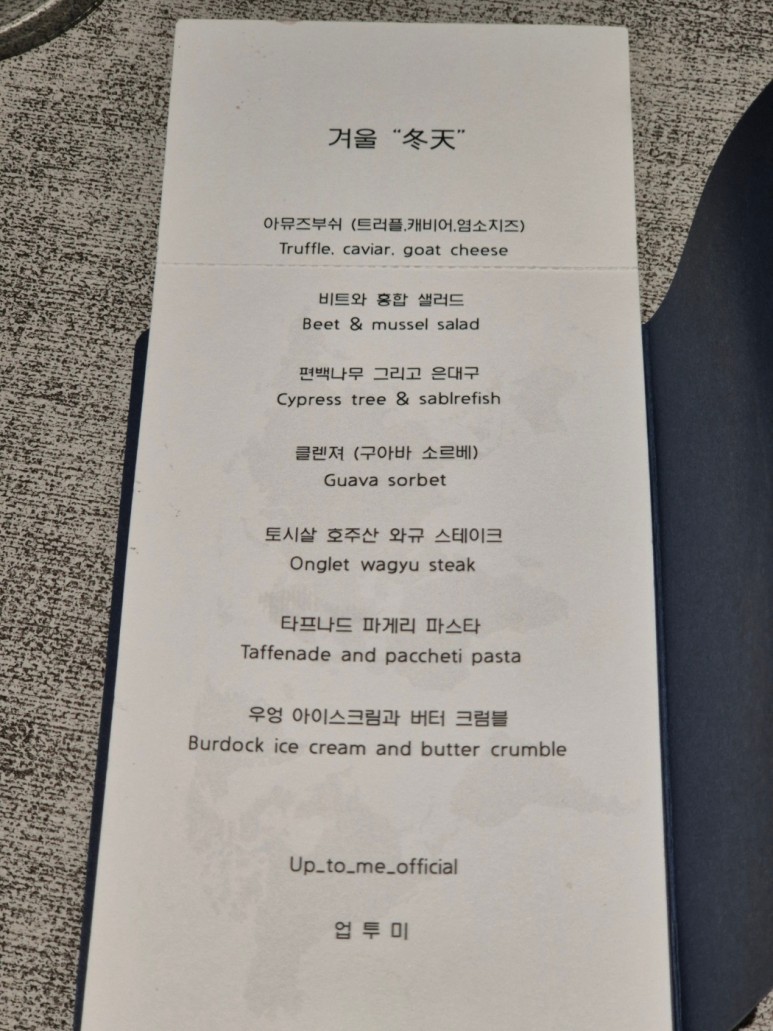 겨울 “冬天”
아뮤즈부쉬 (트러플,캐비어,염소치즈)
Truffle, caviar, goat cheese
비트와 홍합 샐러드
Beet & mussel salad
편백나무 그리고 은대구
Cypress tree & sablrefish
클렌져 (구아바 소르베)
Guava sorbet
토시살 호주산 와규 스테이크
Onglet wagyu steak
타프나드 파게리 파스타
Taffenade and paccheti pasta
우엉 아이스크림과 버터 크럼블
Burdock ice cream and butter crumble
Up_to_me_official
업투미